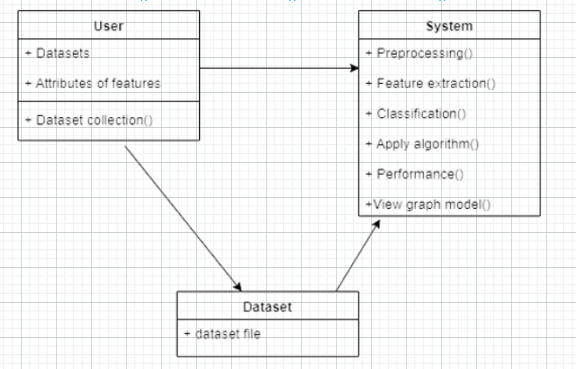 User
+ Datasets
+ Attributes of features
+ Dataset collection()
System
+ Preprocessing()
+ Feature extraction()
+ Classification()
+ Apply algorithm()
+ Performance()
+View graph model()
Dataset
+ dataset file